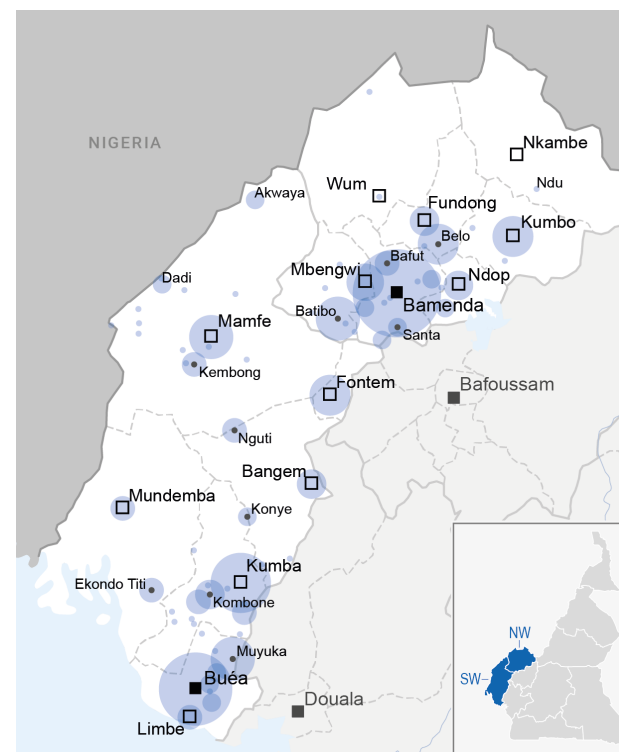 NIGERIA
Nkambe
Ndu
Wum
Akwaya
Fundong
Kumbo
Belo
Bafut
Mbengwi
Ndop
Dadi
Bamenda
Batibo
Mamfe
Santa
Kembong
Fontem
Bafoussam
Nguti
Bangem
Mundemba
Konye
Kumba
Ekondo Titi
Kombone
NW
Muyuka
SW
Buéa
Douala
Limbe